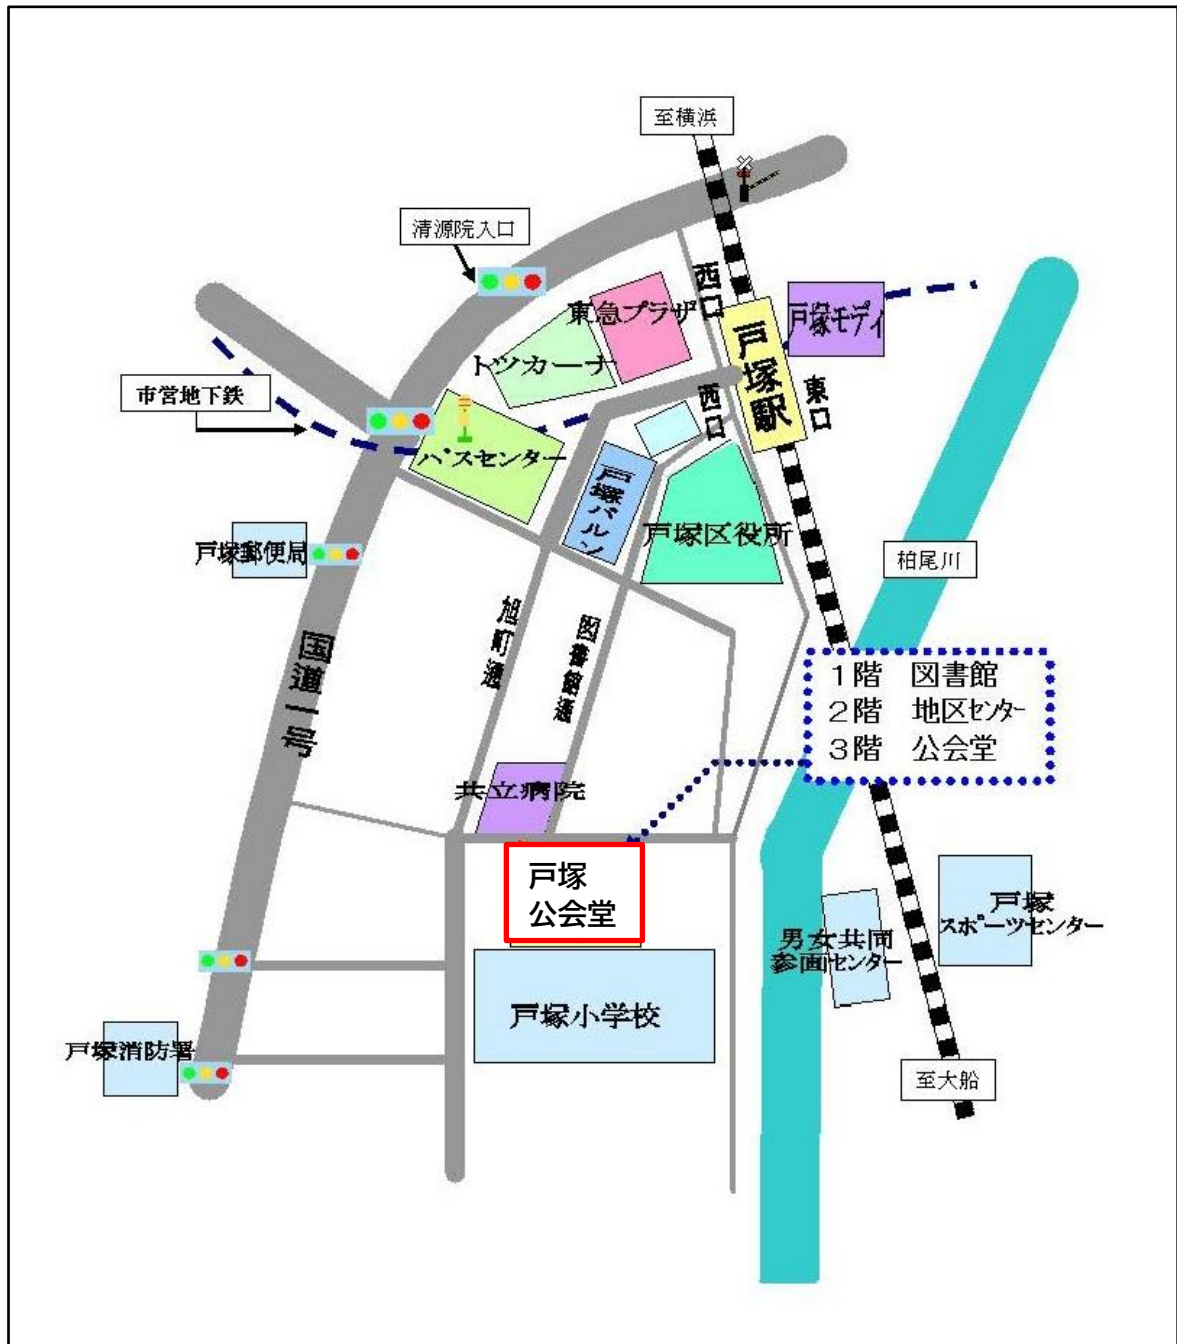 至横浜
清源院入口
西口
東急プラザ
戸塚モディ
トツカーナ
戸塚駅
東口
市営地下鉄
西口
バスセンター
戸塚バルン
戸塚区役所
戸塚郵便局
柏尾川
旭町通
図書館通
国道一号
1階 図書館
2階 地区センター
3階 公会堂
共立病院
戸塚
公会堂
戸塚
スポーツセンター
男女共同
参画センター
戸塚小学校
戸塚消防署
至大船